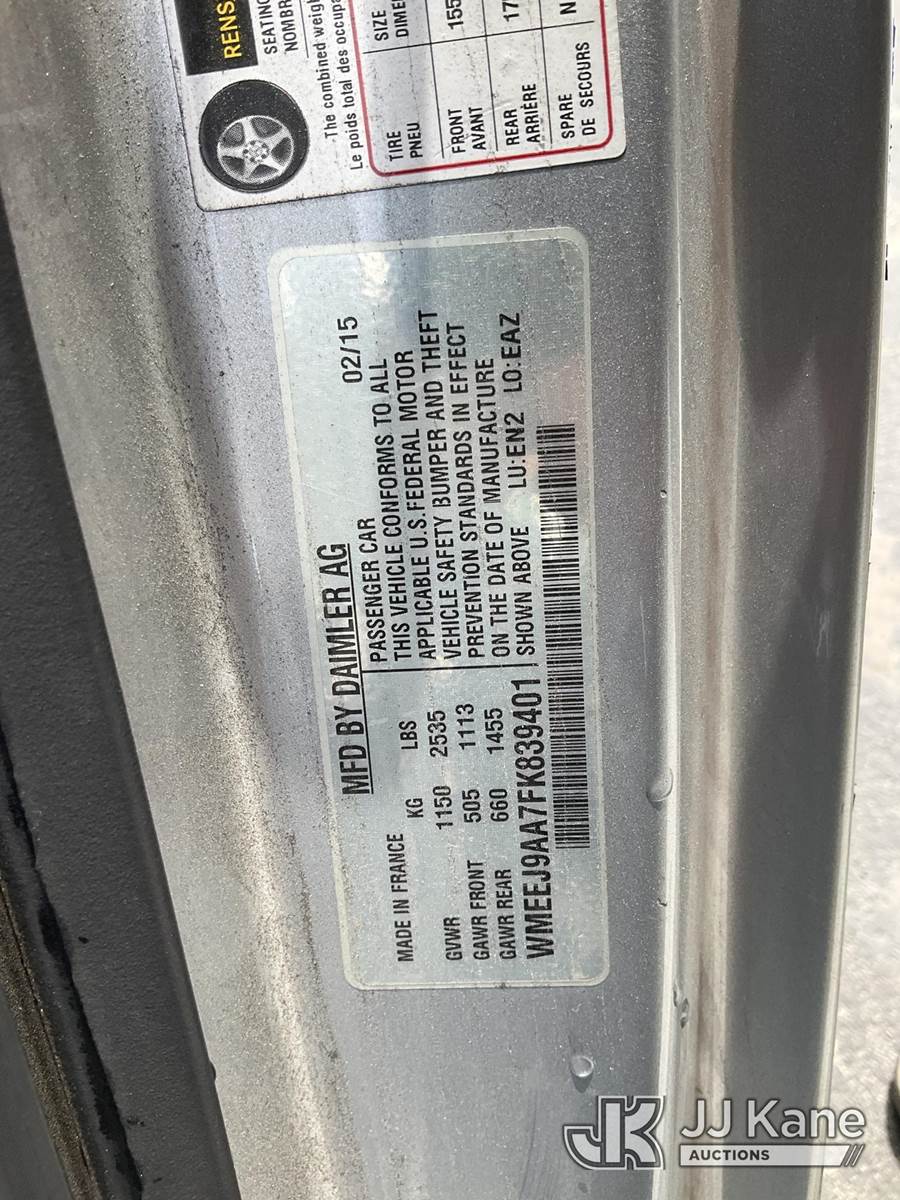 RENS
SEATING
NOMBR
The combined weigh
Le poids total des occupa
TIRE SIZE
PNEU DIME
FRONT 155
AVANT
REAR 17
ARRIÈRE
SPARE N
DE SECOURS
MFD BY DAIMLER AG 02/15
MADE IN FRANCE
KG LBS
GVWR 1150 2535
GAWR FRONT 505 1113
GAWR REAR 660 1455
PASSENGER CAR
THIS VEHICLE CONFORMS TO ALL
APPLICABLE U.S. FEDERAL MOTOR
VEHICLE SAFETY BUMPER AND THEFT
PREVENTION STANDARDS IN EFFECT
ON THE DATE OF MANUFACTURE
SHOWN ABOVE LU:EN2 LO:EAZ
WMEEJ9AA7FK839401
JK JJ Kane
AUCTIONS